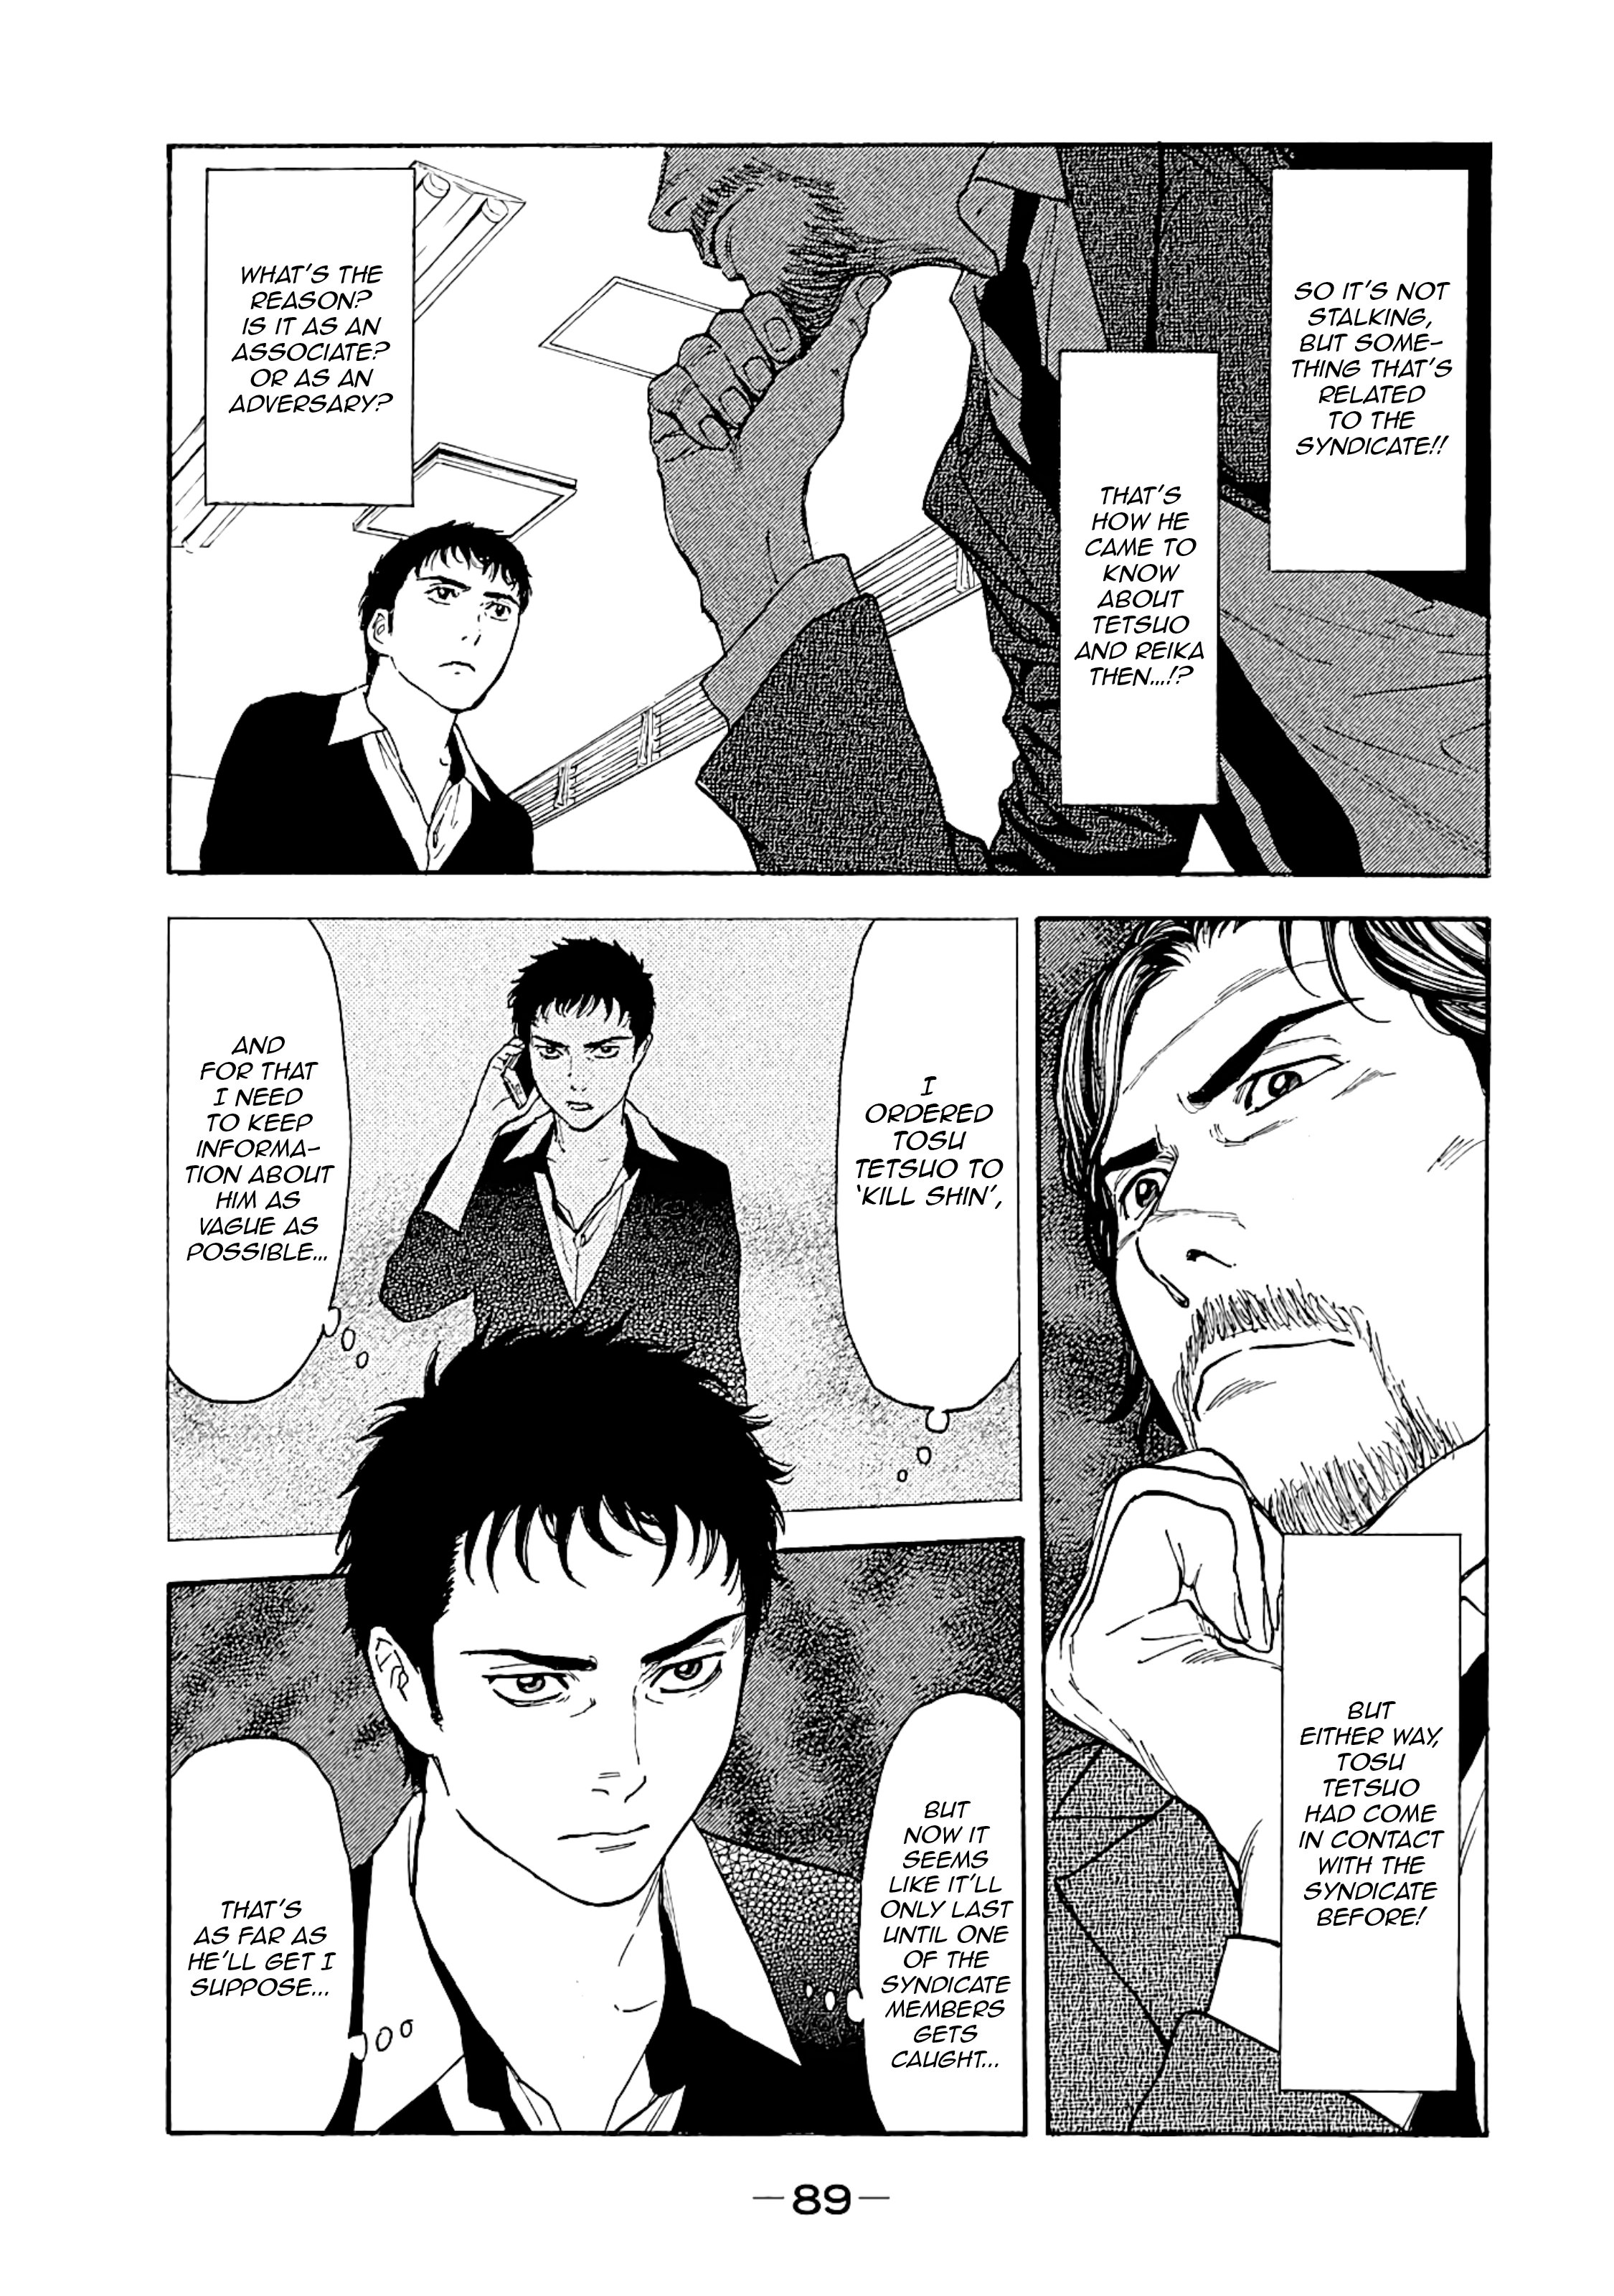 SO IT'S NOT
STALKING,
BUT SOME-
THING THAT'S
RELATED
TO THE
SYNDICATE!!
THAT'S
HOW HE
CAME TO
KNOW
ABOUT
TETSUO
AND REIKA
THEN...!?
WHAT'S THE
REASON?
IS IT AS AN
ASSOCIATE?
OR AS AN
ADVERSARY?
BUT
EITHER WAY,
TOSU
TETSUO
HAD COME
IN CONTACT
WITH THE
SYNDICATE
BEFORE!
I
ORDERED
TOSU
TETSUO TO
'KILL SHIN',
AND
FOR THAT
I NEED
TO KEEP
INFORMA-
TION ABOUT
HIM AS
VAGUE AS
POSSIBLE...
BUT
NOW IT
SEEMS
LIKE IT'LL
ONLY LAST
UNTIL ONE
OF THE
SYNDICATE
MEMBERS
GETS
CAUGHT...
THAT'S
AS FAR AS
HE'LL GET I
SUPPOSE...
—89—